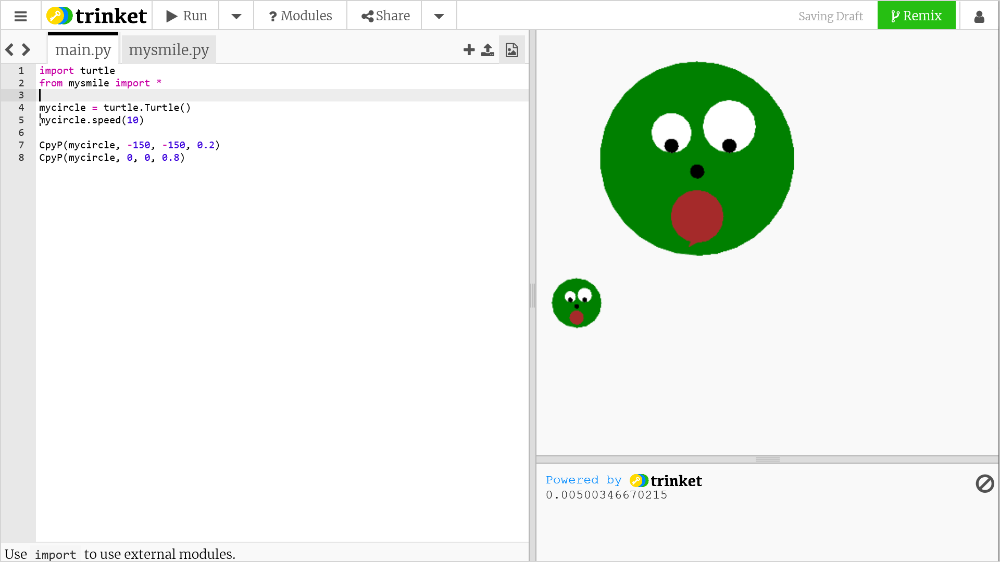 trinket Run ? Modules Share Saving Draft Remix
main.py mysmile.py
1 import turtle
2 from mysmile import *
3
4 mycircle = turtle.Turtle()
5 mycircle.speed(10)
6
7 CpyP(mycircle, -150, -150, 0.2)
8 CpyP(mycircle, 0, 0, 0.8)
Powered by trinket
0.00500346670215
Use import to use external modules.